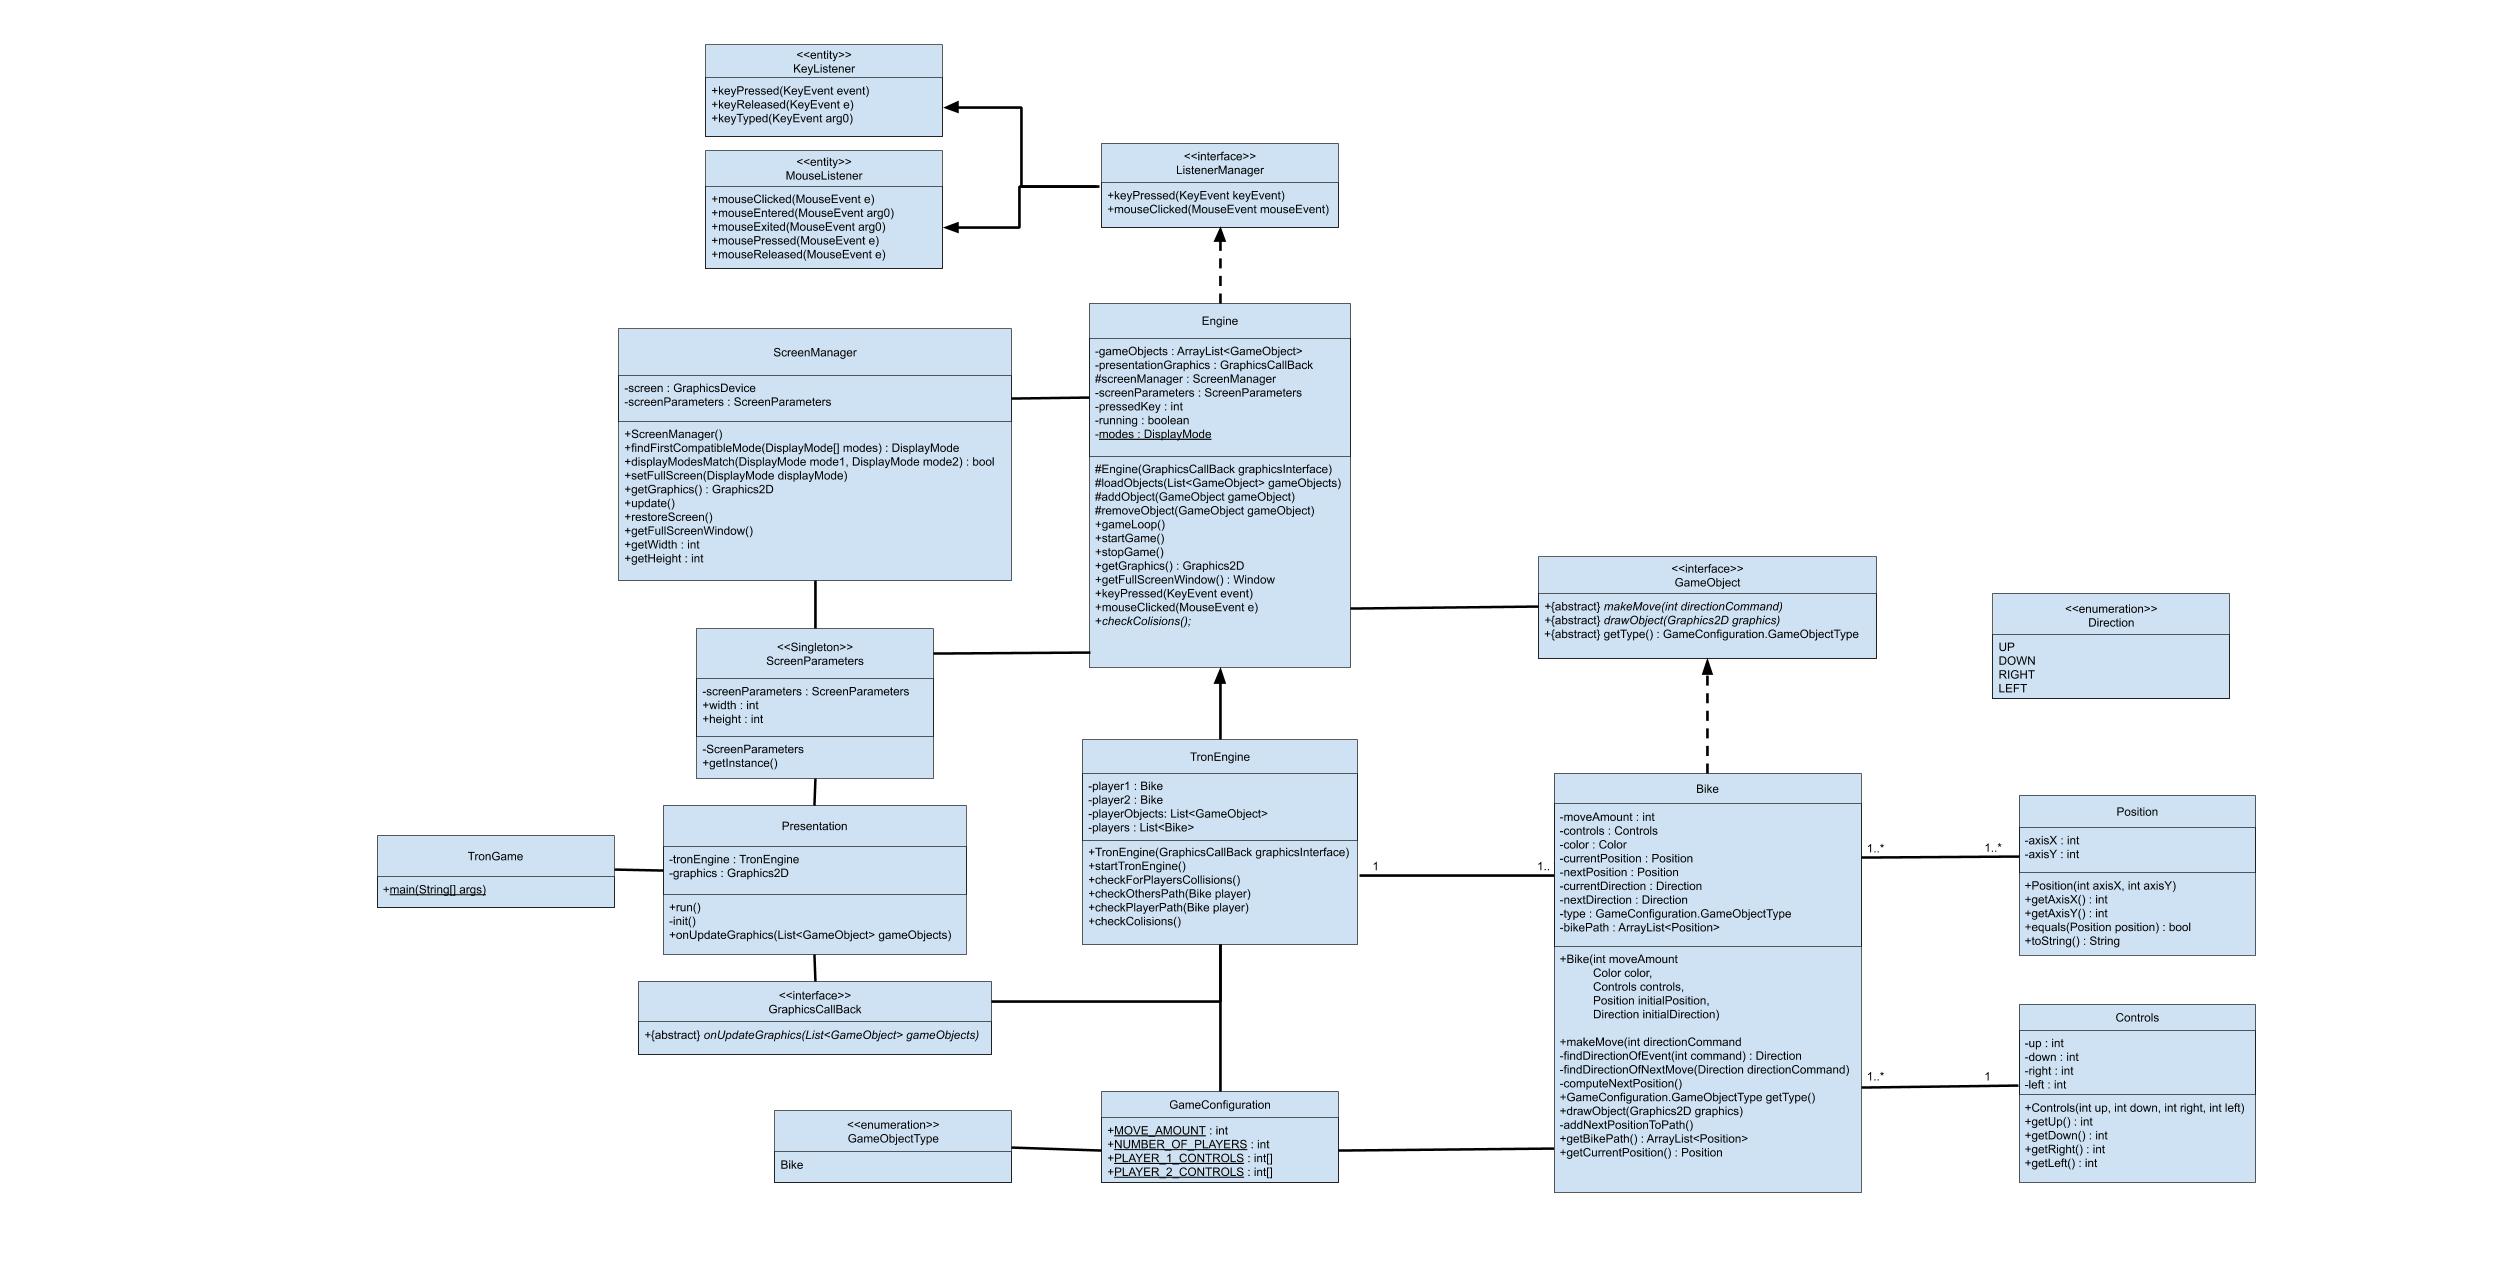 <<entity>>
KeyListener
+keyPressed(KeyEvent event)
+keyReleased(KeyEvent e)
+keyTyped(KeyEvent arg0)
<<entity>>
MouseListener
+mouseClicked(MouseEvent e)
+mouseEntered(MouseEvent arg0)
+mouseExited(MouseEvent arg0)
+mousePressed(MouseEvent e)
+mouseReleased(MouseEvent e)
<<interface>>
ListenerManager
+keyPressed(KeyEvent keyEvent)
+mouseClicked(MouseEvent mouseEvent)
ScreenManager
-screen : GraphicsDevice
-screenParameters : ScreenParameters
+ScreenManager()
+findFirstCompatibleMode(DisplayMode[] modes) : DisplayMode
+displayModesMatch(DisplayMode mode1, DisplayMode mode2) : bool
+setFullScreen(DisplayMode displayMode)
+getGraphics() : Graphics2D
+update()
+restoreScreen()
+getFullScreenWindow()
+getWidth : int
+getHeight : int
Engine
-gameObjects : ArrayList<GameObject>
-presentationGraphics : GraphicsCallBack
#screenManager : ScreenManager
-screenParameters : ScreenParameters
-pressedKey : int
-running : boolean
-modes : DisplayMode
#Engine(GraphicsCallBack graphicsInterface)
#loadObjects(List<GameObject> gameObjects)
#addObject(GameObject gameObject)
#removeObject(GameObject gameObject)
+gameLoop()
+startGame()
+stopGame()
+getGraphics() : Graphics2D
+getFullScreenWindow() : Window
+keyPressed(KeyEvent event)
+mouseClicked(MouseEvent e)
+checkColisions();
<<interface>>
GameObject
+{abstract} makeMove(int directionCommand)
+{abstract} drawObject(Graphics2D graphics)
+{abstract} getType() : GameConfiguration.GameObjectType
<<enumeration>>
Direction
UP
DOWN
RIGHT
LEFT
<<Singleton>>
ScreenParameters
-screenParameters : ScreenParameters
+width : int
+height : int
-ScreenParameters
+getInstance()
TronEngine
-player1 : Bike
-player2 : Bike
-playerObjects: List<GameObject>
-players : List<Bike>
+TronEngine(GraphicsCallBack graphicsInterface)
+startTronEngine()
+checkForPlayersCollisions()
+checkOthersPath(Bike player)
+checkPlayerPath(Bike player)
+checkColisions()
1
1..
Bike
-moveAmount : int
-controls : Controls
-color : Color
-currentPosition : Position
-nextPosition : Position
-currentDirection : Direction
-nextDirection : Direction
-type : GameConfiguration.GameObjectType
-bikePath : ArrayList<Position>
+Bike(int moveAmount
Color color,
Controls controls,
Position initialPosition,
Direction initialDirection)
+makeMove(int directionCommand
-findDirectionOfEvent(int command) : Direction
-findDirectionOfNextMove(Direction directionCommand)
-computeNextPosition()
+GameConfiguration.GameObjectType getType()
+drawObject(Graphics2D graphics)
-addNextPositionToPath()
+getBikePath() : ArrayList<Position>
+getCurrentPosition() : Position
1..*
1..*
Position
-axisX : int
-axisY : int
+Position(int axisX, int axisY)
+getAxisX() : int
+getAxisY() : int
+equals(Position position) : bool
+toString() : String
1..*
1
Controls
-up : int
-down : int
-right : int
-left : int
+Controls(int up, int down, int right, int left)
+getUp() : int
+getDown() : int
+getRight() : int
+getLeft() : int
TronGame
+main(String[] args)
Presentation
-tronEngine : TronEngine
-graphics : Graphics2D
+run()
-init()
+onUpdateGraphics(List<GameObject> gameObjects)
<<interface>>
GraphicsCallBack
+{abstract} onUpdateGraphics(List<GameObject> gameObjects)
<<enumeration>>
GameObjectType
Bike
GameConfiguration
+MOVE_AMOUNT : int
+NUMBER_OF_PLAYERS : int
+PLAYER_1_CONTROLS : int[]
+PLAYER_2_CONTROLS : int[]